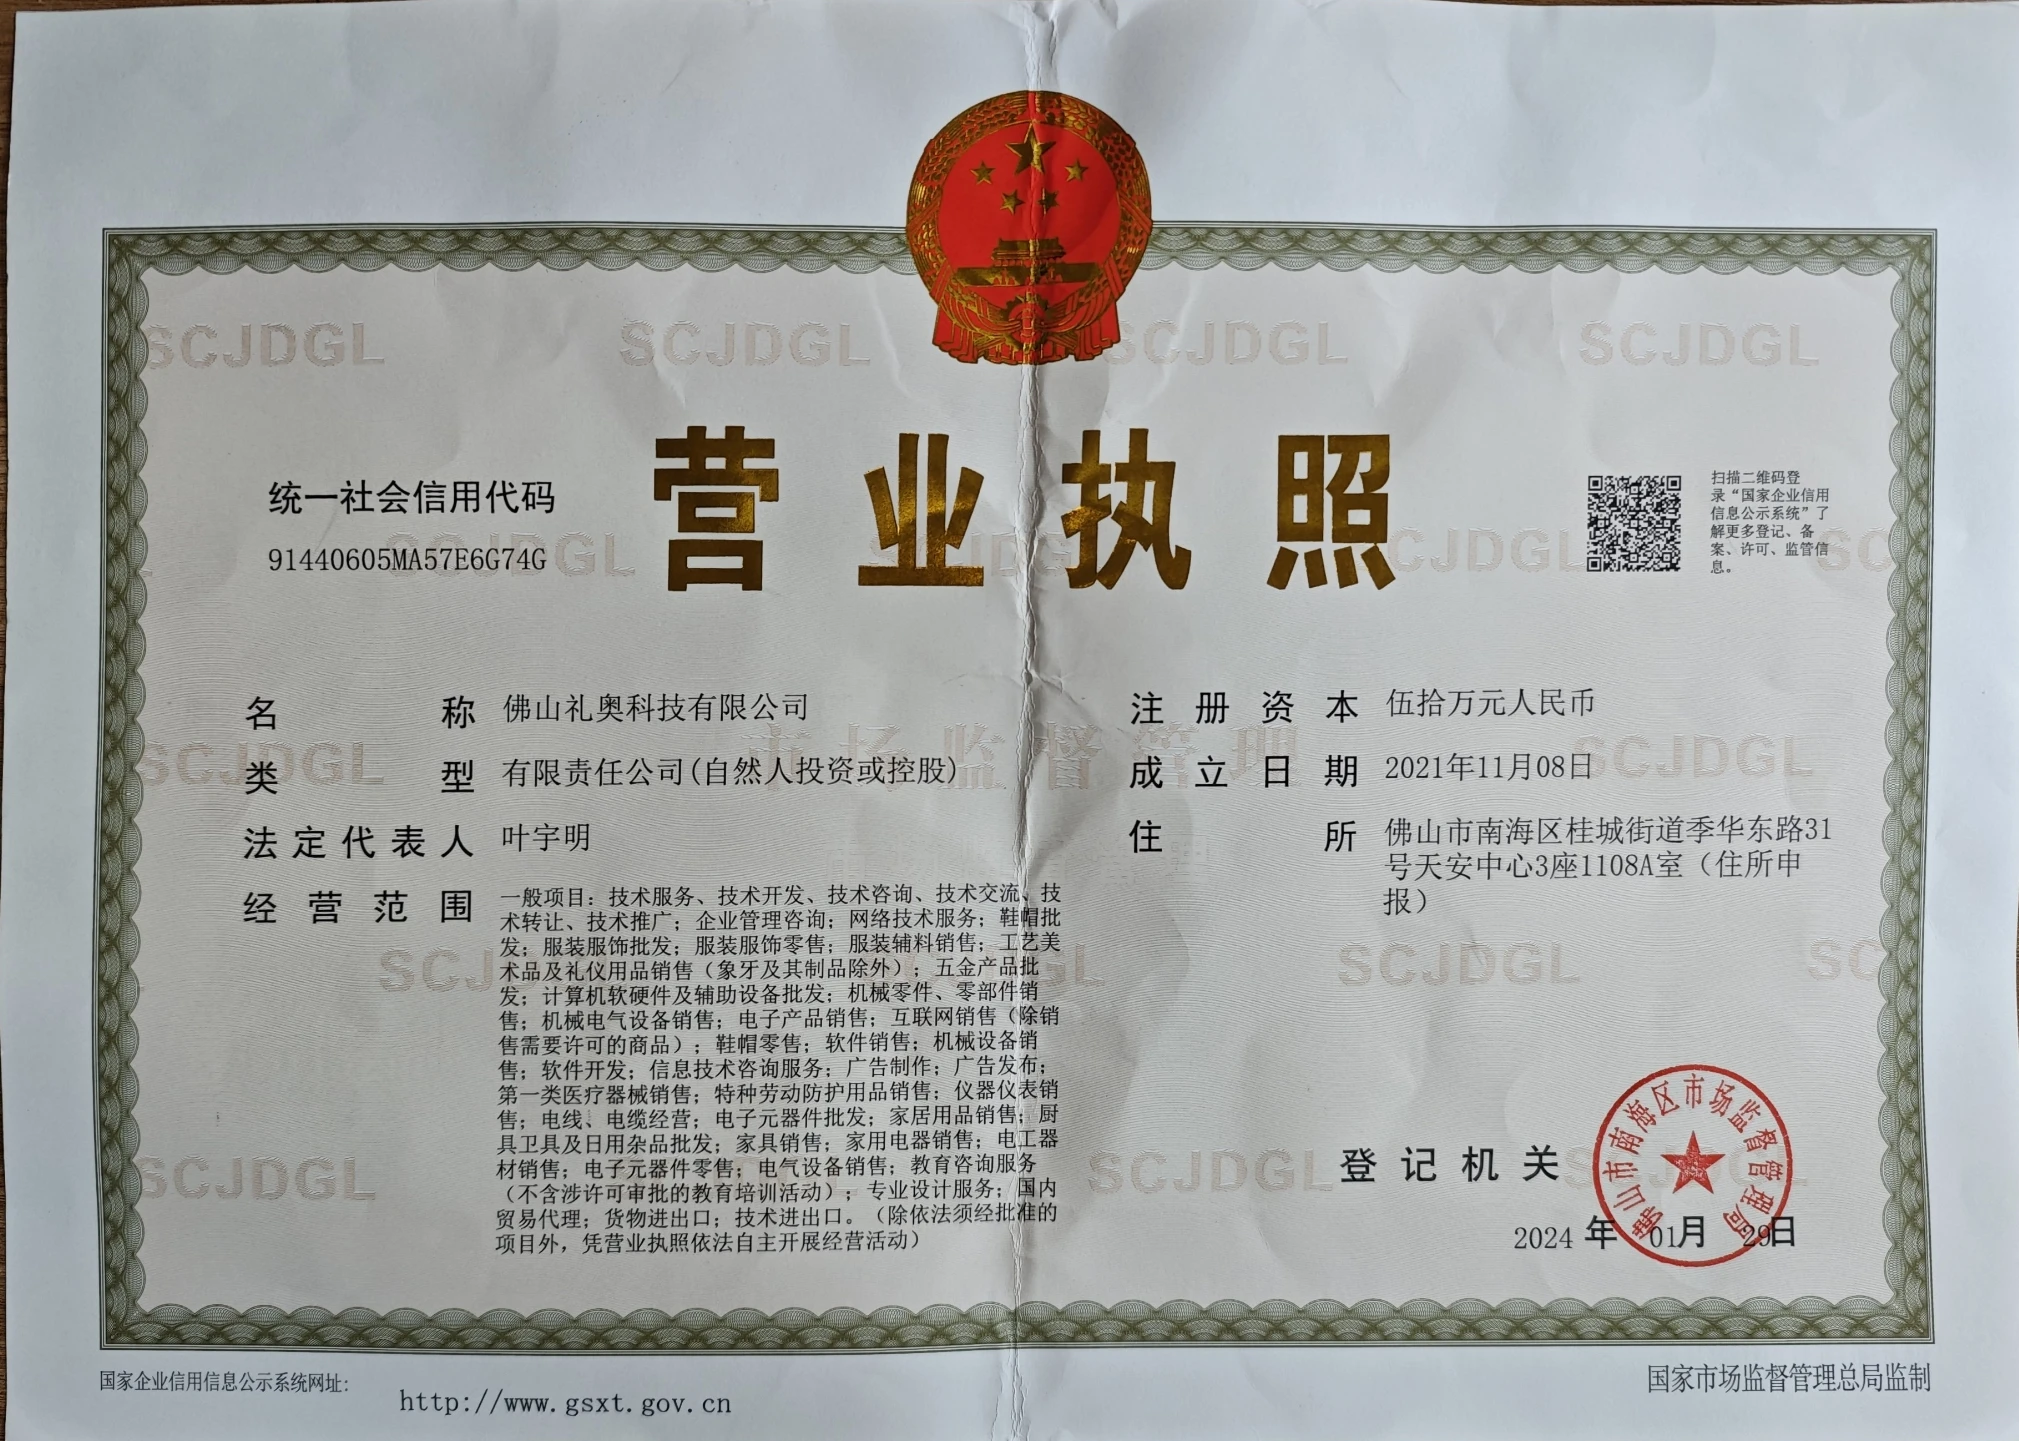 SCJDGL SCJDGL SCJDGL SCJDGL
营业执照
统一社会信用代码
91440605MA57E6G74G
扫描二维码登
录“国家企业信用
信息公示系统”了
解更多登记、备
案、许可、监管信
息。
名称 佛山礼奥科技有限公司
类型 有限责任公司(自然人投资或控股)
法定代表人 叶宇明
经营范围 一般项目：技术服务、技术开发、技术咨询、技术交流、技
术转让、技术推广；企业管理咨询；网络技术服务；鞋帽批
发；服装服饰批发；服装服饰零售；服装辅料销售；工艺美
术品及礼仪用品销售（象牙及其制品除外）；五金产品批
发；计算机软硬件及辅助设备批发；机械零件、零部件销
售；机械电气设备销售；电子产品销售；互联网销售（除销
售需要许可的商品）；鞋帽零售；软件销售；机械设备销
售；软件开发；信息技术咨询服务；广告制作；广告发布；
第一类医疗器械销售；特种劳动防护用品销售；仪器仪表销
售；电线、电缆经营；电子元器件批发；家居用品销售；厨
具卫具及日用杂品批发；家具销售；家用电器销售；电工器
材销售；电子元器件零售；电气设备销售；教育咨询服务
（不含涉许可审批的教育培训活动）；专业设计服务；国内
贸易代理；货物进出口；技术进出口。（除依法须经批准的
项目外，凭营业执照依法自主开展经营活动）
注册资本 伍拾万元人民币
成立日期 2021年11月08日
住所 佛山市南海区桂城街道季华东路31
号天安中心3座1108A室（住所申
报）
市场监督管理
登记机关
佛山市南海区市场监督管理局
2024年01月29日
国家企业信用信息公示系统网址：
http://www.gsxt.gov.cn
国家市场监督管理总局监制